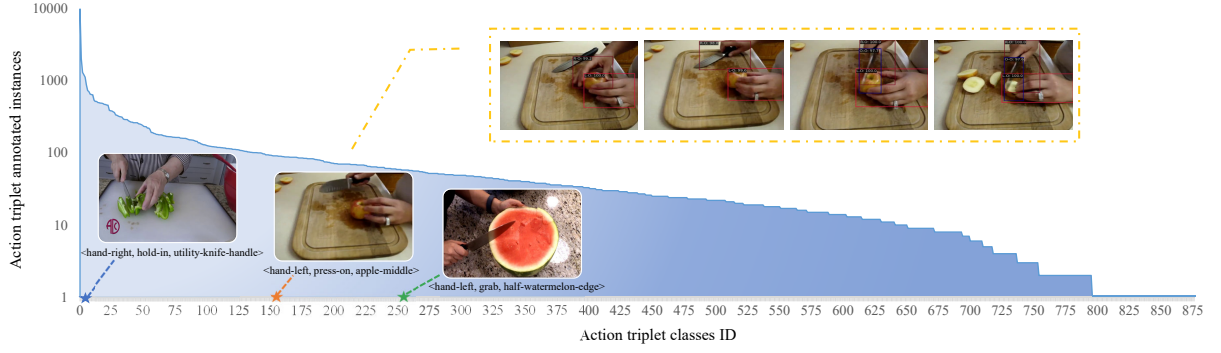 10000
1000
100
10
1
Action triplet annotated instances
<hand-right, hold-in, utility-knife-handle>
<hand-left, press-on, apple-middle>
<hand-left, grab, half-watermelon-edge>
0 25 50 75 100 125 150 175 200 225 250 275 300 325 350 375 400 425 450 475 500 525 550 575 600 625 650 675 700 725 750 775 800 825 850 875
Action triplet classes ID